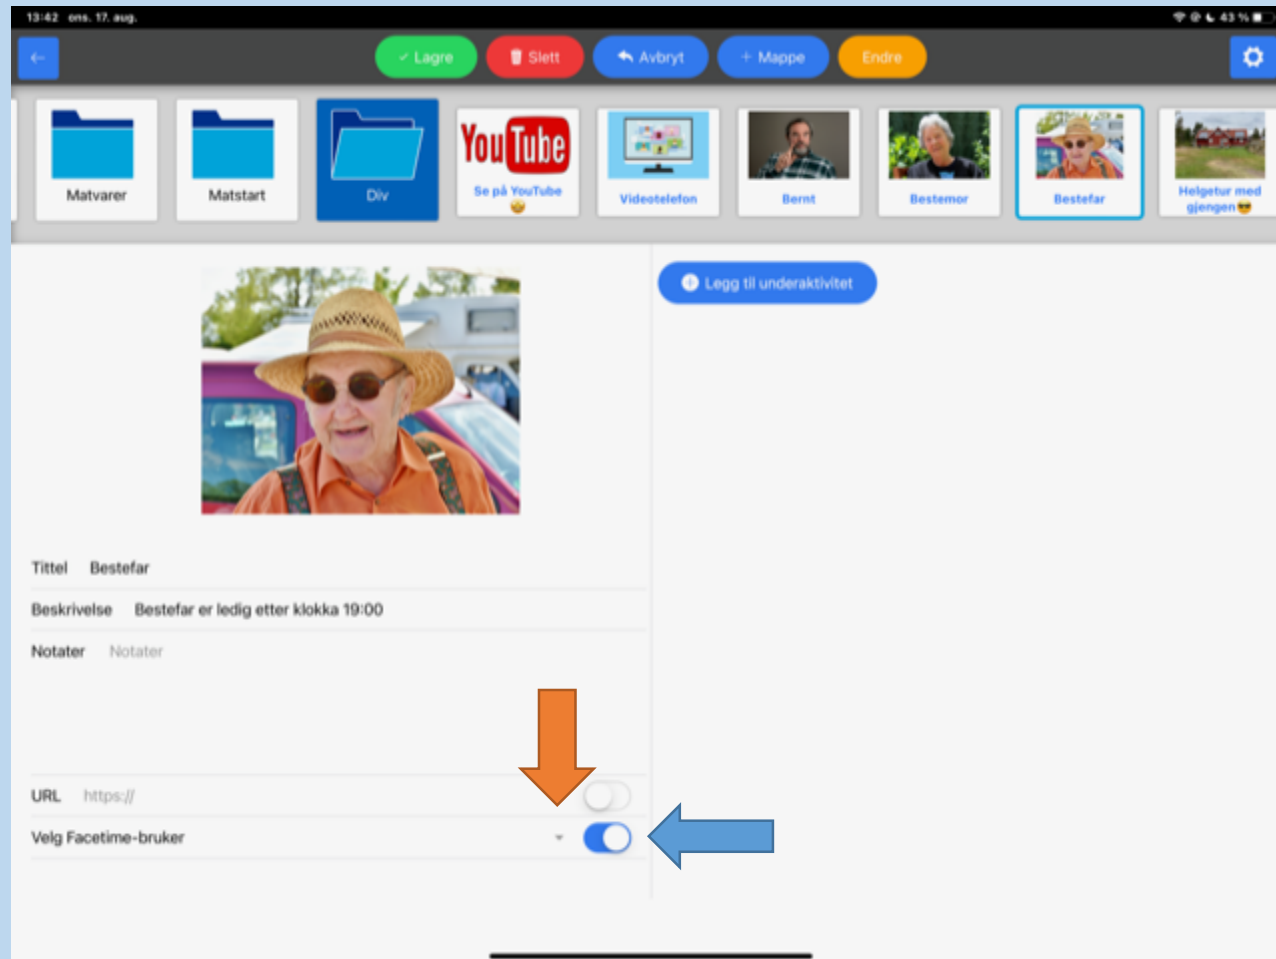 13:42 ons. 17. aug.
43 %
Lagre
Slett
Avbryt
+ Mappe
Endre
Matvarer
Matstart
Div
YouTube
Se på YouTube
Videotelefon
Bernt
Bestemor
Bestefar
Helgetur med
gjengen
Legg til underaktivitet
Tittel Bestefar
Beskrivelse Bestefar er ledig etter klokka 19:00
Notater Notater
URL https://
Velg Facetime-bruker